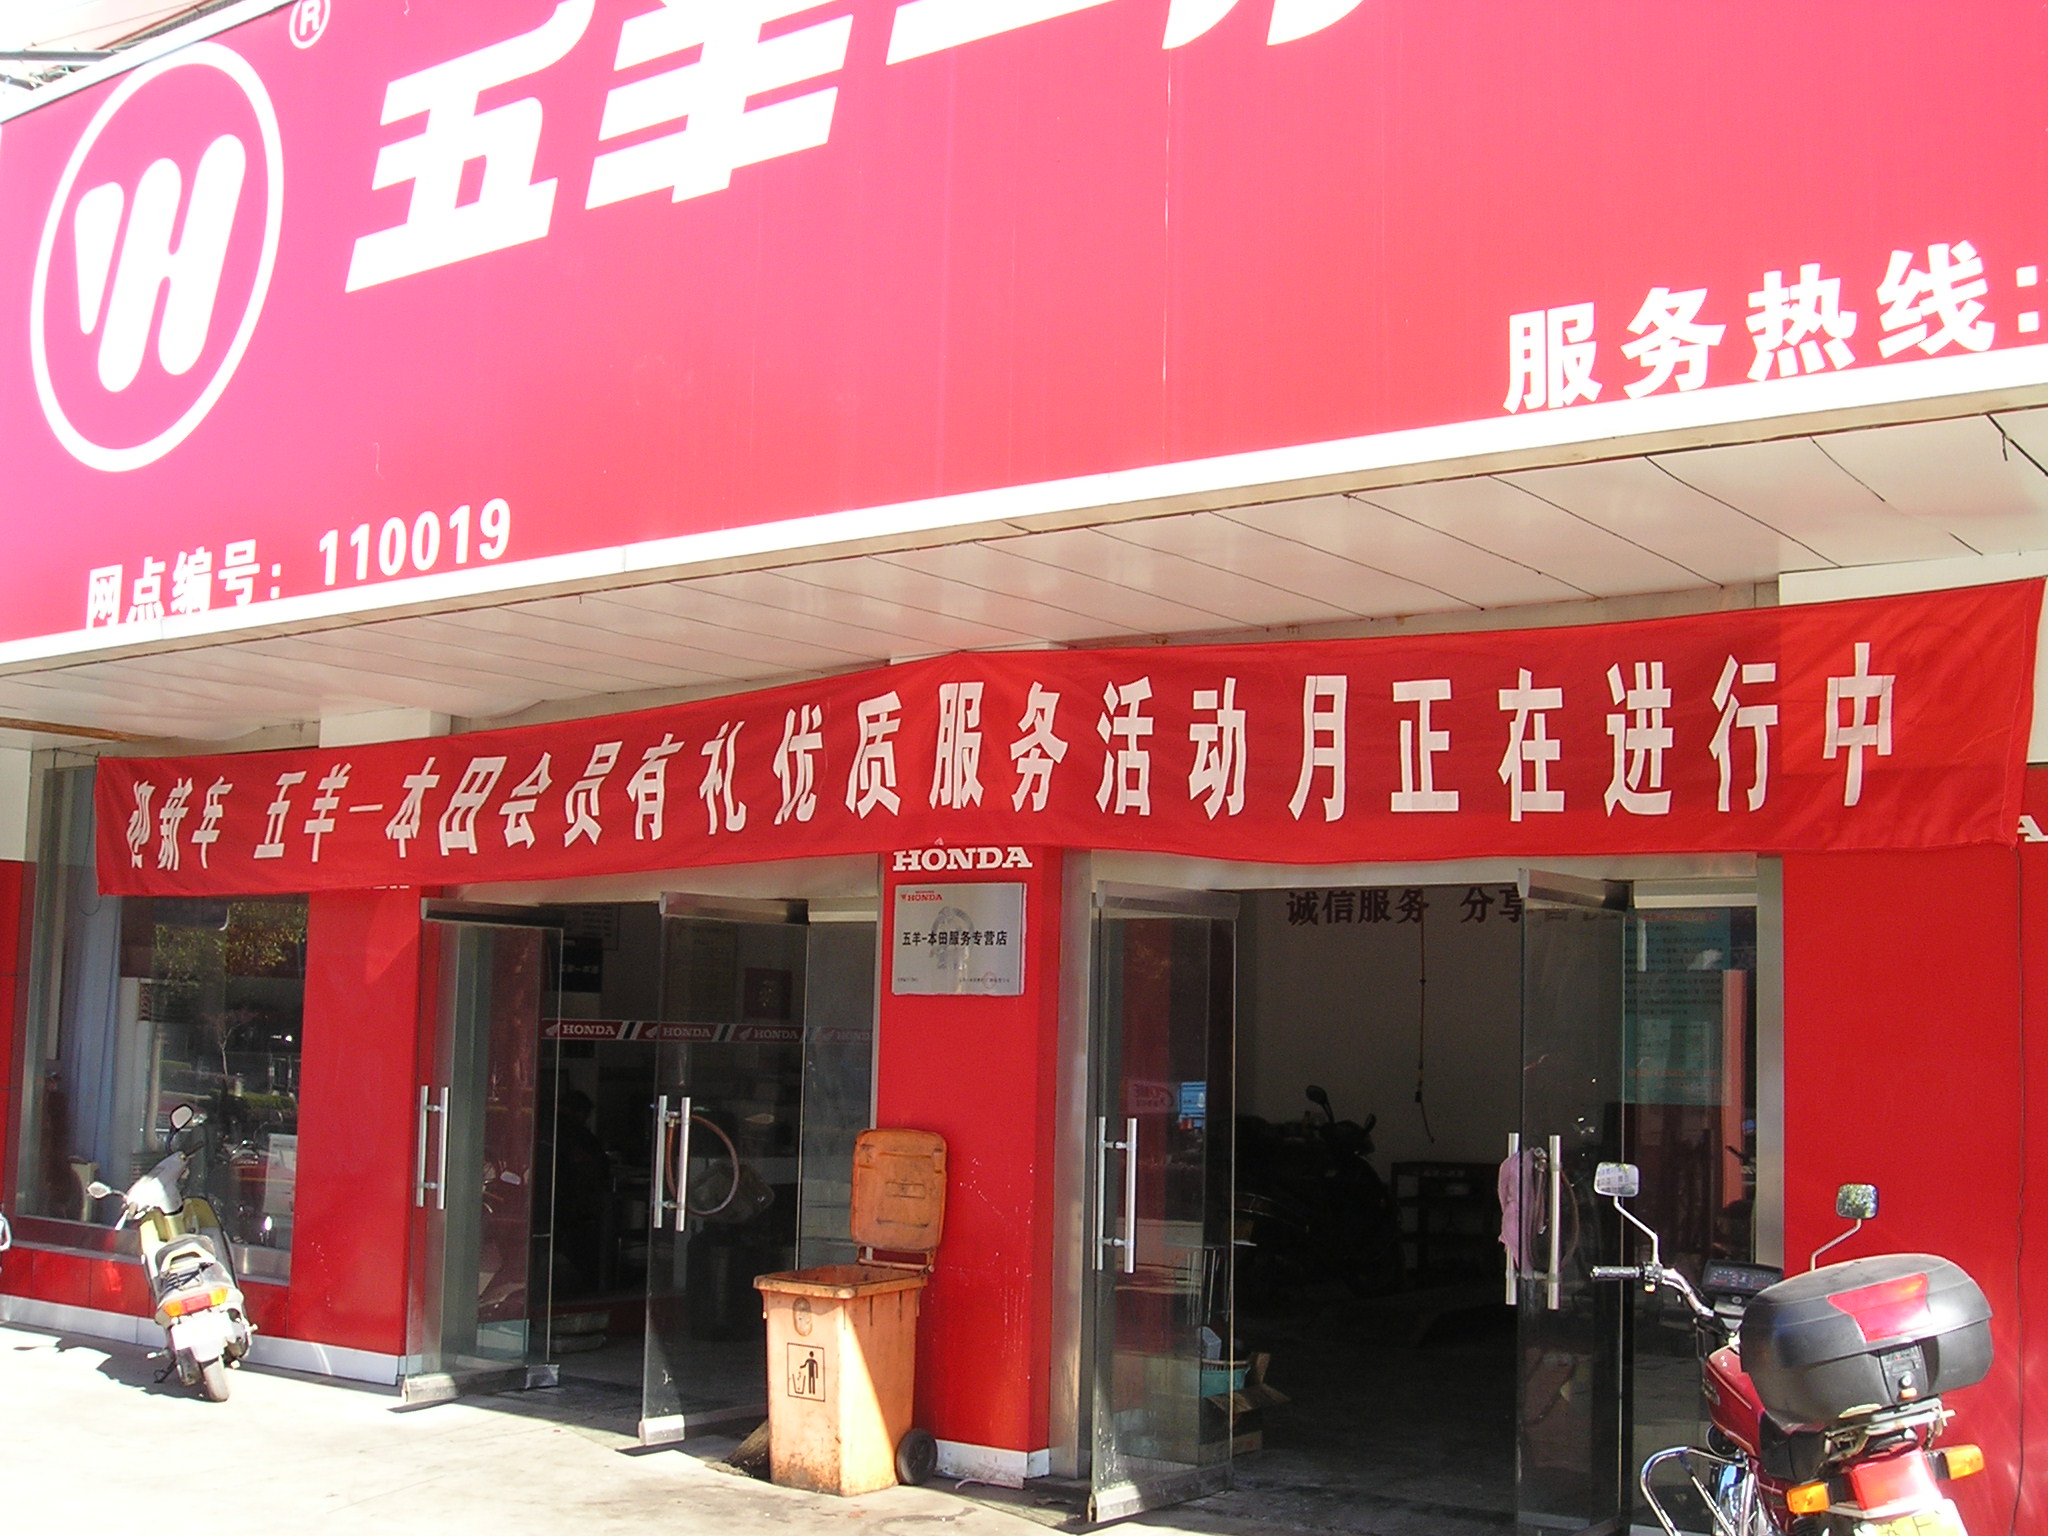 ®
五羊
服务热线:
网点编号: 110019
迎新年 五羊一本田会员有礼优质服务活动月正在进行中
HONDA
HONDA
五羊-本田服务专营店
诚信服务 分享
HONDA HONDA HONDA HONDA